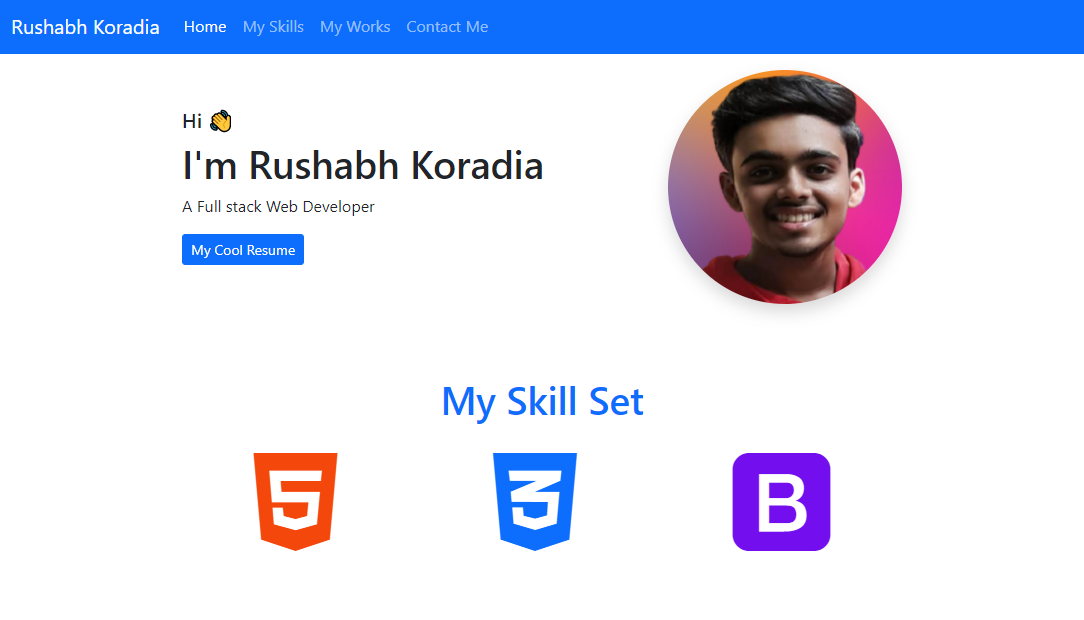 Rushabh Koradia Home My Skills My Works Contact Me
Hi 👋
I'm Rushabh Koradia
A Full stack Web Developer
My Cool Resume
My Skill Set
5 3 B